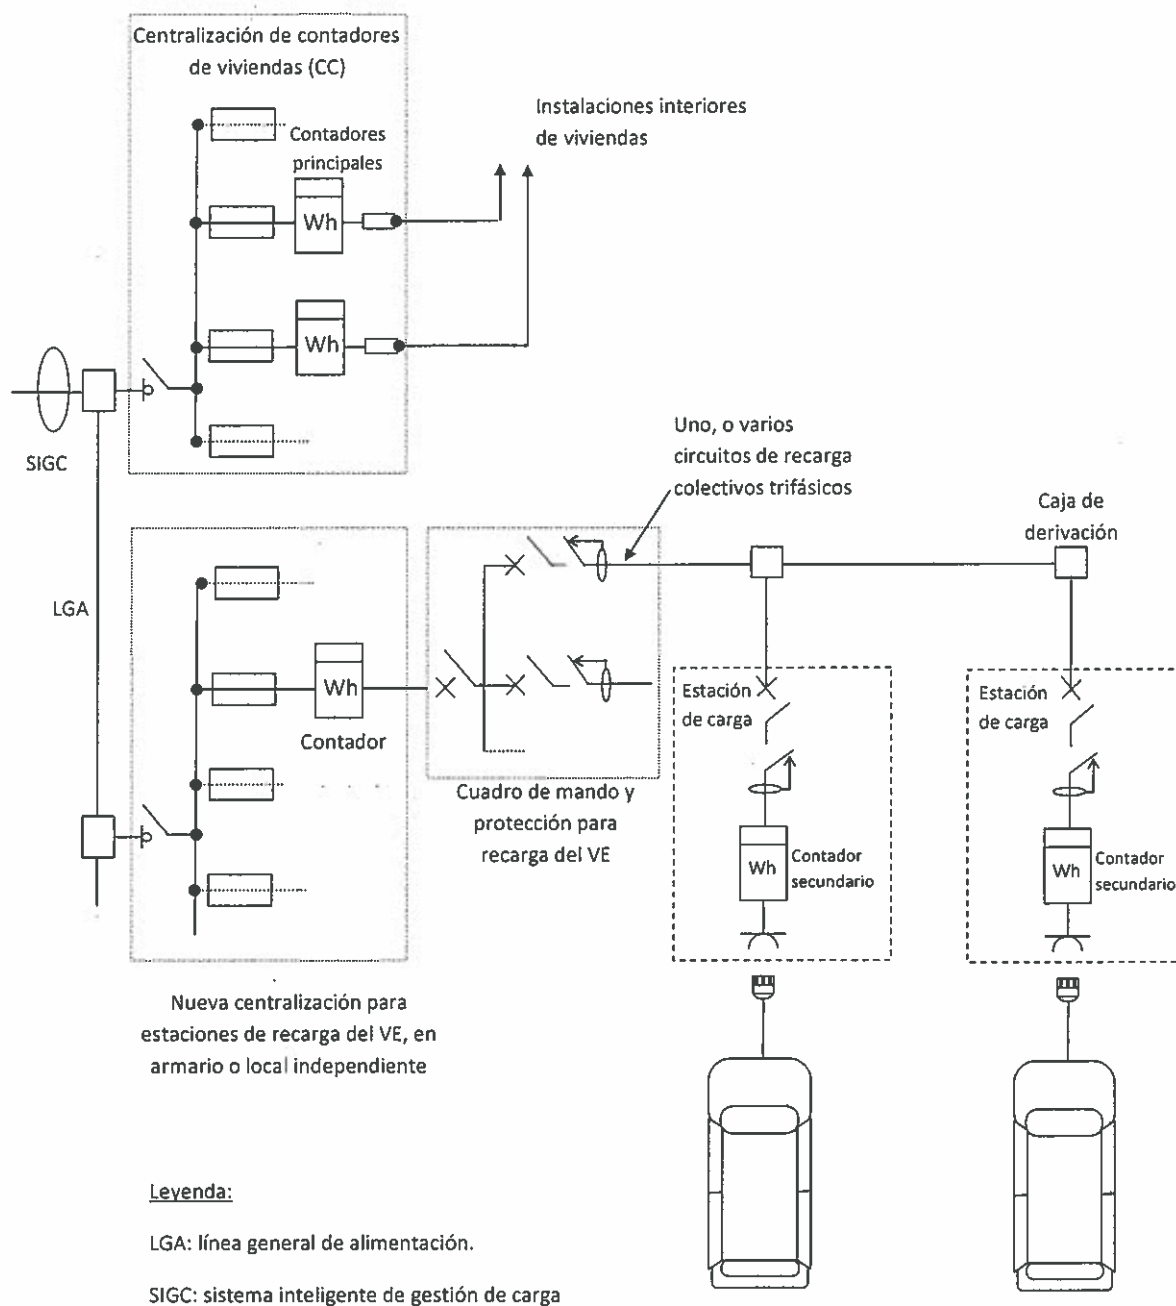 Centralización de contadores
de viviendas (CC)
Instalaciones interiores
de viviendas
Contadores
principales
Wh
Wh
SIGC
Uno, o varios
circuitos de recarga
colectivos trifásicos
Caja de
derivación
LGA
Wh
Contador
Estación
de carga
Estación
de carga
Cuadro de mando y
protección para
recarga del VE
Wh
Contador
secundario
Wh
Contador
secundario
Nueva centralización para
estaciones de recarga del VE, en
armario o local independiente
Leyenda:
LGA: línea general de alimentación.
SIGC: sistema inteligente de gestión de carga